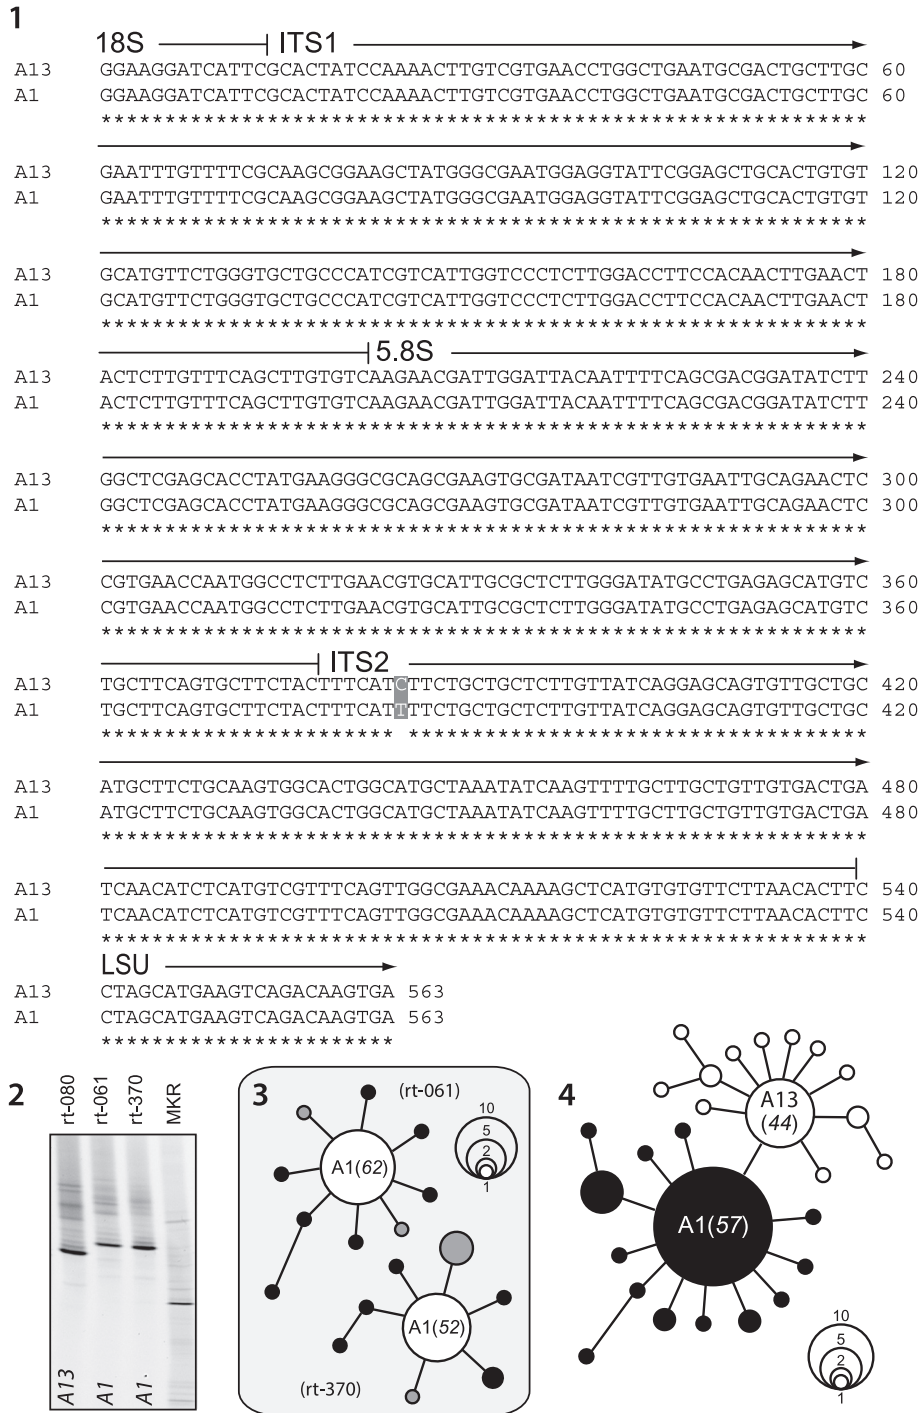 1
18S ITS1
A13 GGAAGGATCATTCGCACTATCCAAAACTTGTCGTGAACCTGGCTGAATGCGACTGCTTGC 60
A1 GGAAGGATCATTCGCACTATCCAAAACTTGTCGTGAACCTGGCTGAATGCGACTGCTTGC 60
************************************************************
A13 GAATTTGTTTTCGCAAGCGGAAGCTATGGGCGAATGGAGGTATTCGGAGCTGCACTGTGT 120
A1 GAATTTGTTTTCGCAAGCGGAAGCTATGGGCGAATGGAGGTATTCGGAGCTGCACTGTGT 120
************************************************************
A13 GCATGTTCTGGGTGCTGCCCATCGTCATTGGTCCCTCTTGGACCTTCCACAACTTGAACT 180
A1 GCATGTTCTGGGTGCTGCCCATCGTCATTGGTCCCTCTTGGACCTTCCACAACTTGAACT 180
************************************************************
5.8S
A13 ACTCTTGTTTCAGCTTGTGTCAAGAACGATTGGATTACAATTTTCAGCGACGGATATCTT 240
A1 ACTCTTGTTTCAGCTTGTGTCAAGAACGATTGGATTACAATTTTCAGCGACGGATATCTT 240
************************************************************
A13 GGCTCGAGCACCTATGAAGGGCGCAGCGAAGTGCGATAATCGTTGTGAATTGCAGAACTC 300
A1 GGCTCGAGCACCTATGAAGGGCGCAGCGAAGTGCGATAATCGTTGTGAATTGCAGAACTC 300
************************************************************
A13 CGTGAACCAATGGCCTCTTGAACGTGCATTGCGCTCTTGGGATATGCCTGAGAGCATGTC 360
A1 CGTGAACCAATGGCCTCTTGAACGTGCATTGCGCTCTTGGGATATGCCTGAGAGCATGTC 360
************************************************************
ITS2
A13 TGCTTCAGTGCTTCTACTTTCATCTTCTGCTGCTCTTGTTATCAGGAGCAGTGTTGCTGC 420
A1 TGCTTCAGTGCTTCTACTTTCATTTTCTGCTGCTCTTGTTATCAGGAGCAGTGTTGCTGC 420
*********************** ************************************
A13 ATGCTTCTGCAAGTGGCACTGGCATGCTAAATATCAAGTTTTGCTTGCTGTTGTGACTGA 480
A1 ATGCTTCTGCAAGTGGCACTGGCATGCTAAATATCAAGTTTTGCTTGCTGTTGTGACTGA 480
************************************************************
A13 TCAACATCTCATGTCGTTTCAGTTGGCGAAACAAAAGCTCATGTGTGTTCTTAACACTTC 540
A1 TCAACATCTCATGTCGTTTCAGTTGGCGAAACAAAAGCTCATGTGTGTTCTTAACACTTC 540
************************************************************
LSU
A13 CTAGCATGAAGTCAGACAAGTGA 563
A1 CTAGCATGAAGTCAGACAAGTGA 563
***********************
2
rt-080
rt-061
rt-370
MKR
A13
A1
A1.
3
(rt-061)
A1(62)
10
5
2
1
A1(52)
(rt-370)
4
A13
(44)
A1(57)
10
5
2
1